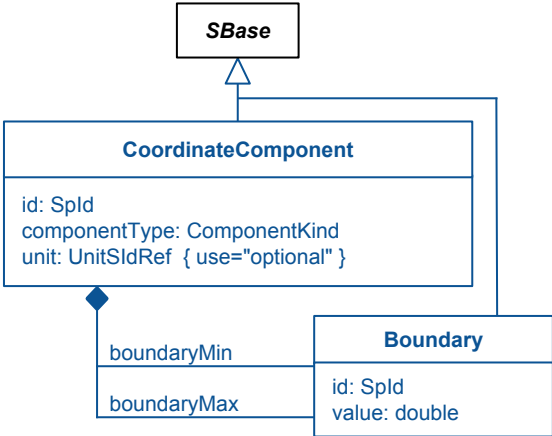 SBase
CoordinateComponent
id: SpId
componentType: ComponentKind
unit: UnitSIdRef  { use="optional" }
boundaryMin
boundaryMax
Boundary
id: SpId
value: double